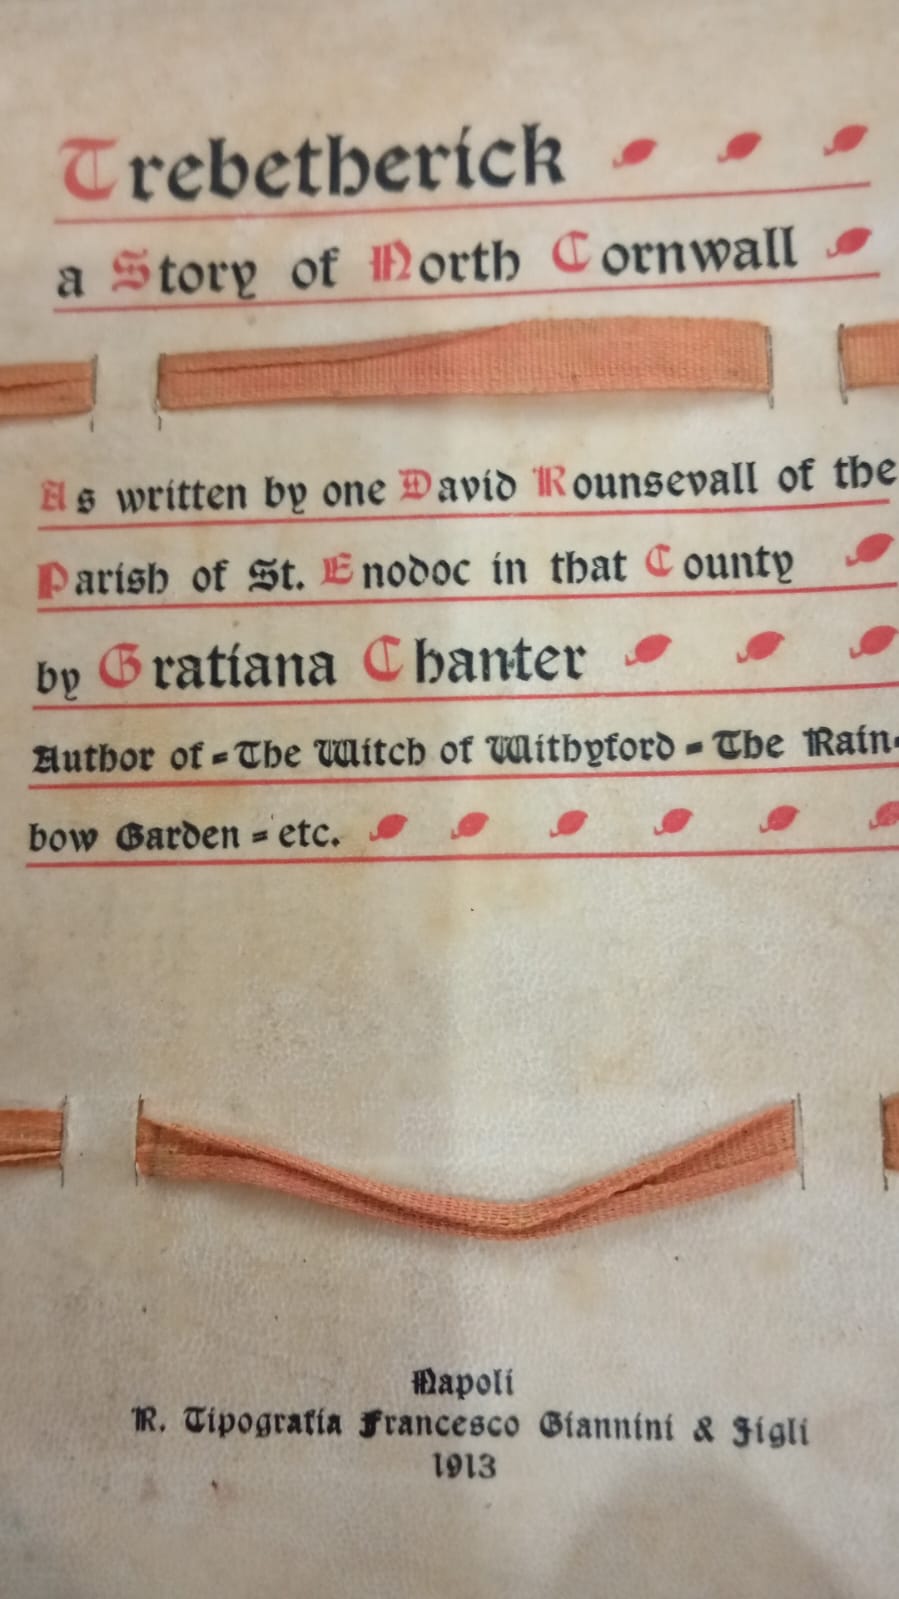 Trebetherick
a Story of North Cornwall
As written by one David Rounsevall of the
Parish of St. Enodoc in that County
by Gratiana Chanter
Author of = The Witch of Withyford = The Rain-
bow Garden = etc.
Napoli
R. Tipografia Francesco Giannini & Figli
1913